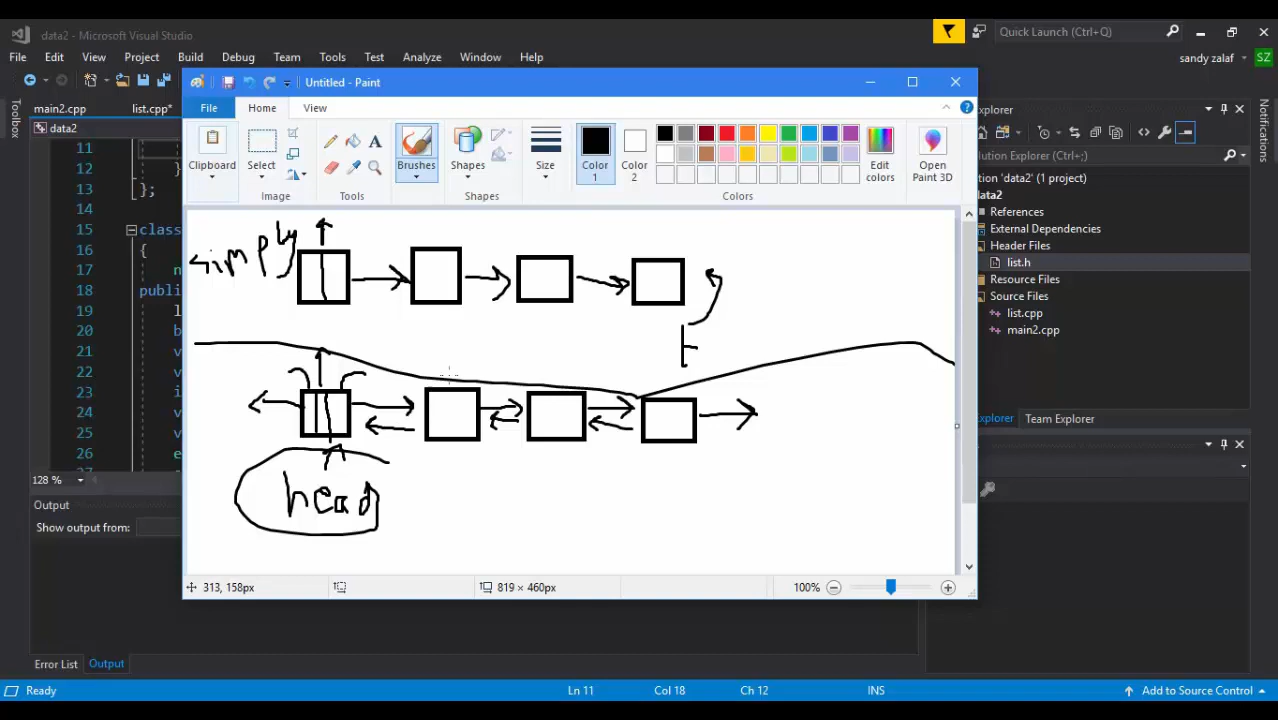 data2 - Microsoft Visual Studio
Quick Launch (Ctrl+Q)
File Edit View Project Build Debug Team Tools Test Analyze Window Help
sandy zalaf SZ
Toolbox
main2.cpp list.cpp*
data2
11
12 }
13 };
14
15 class
16 {
17 n
18 publi
19 l
20 b
21 v
22 v
23 i
24 v
25 v
26 e
27
128 %
Output
Show output from:
Error List Output
Untitled - Paint
File Home View
Clipboard
Select
Image
Tools
Brushes
Shapes
Shapes
Size
Color 1
Color 2
Edit colors
Open Paint 3D
Colors
simply
t
head
313, 158px
819 × 460px
100%
Explorer
Notifications
ution Explorer (Ctrl+;)
tion 'data2' (1 project)
data2
References
External Dependencies
Header Files
list.h
Resource Files
Source Files
list.cpp
main2.cpp
Explorer Team Explorer
Ready
Ln 11 Col 18 Ch 12 INS
Add to Source Control